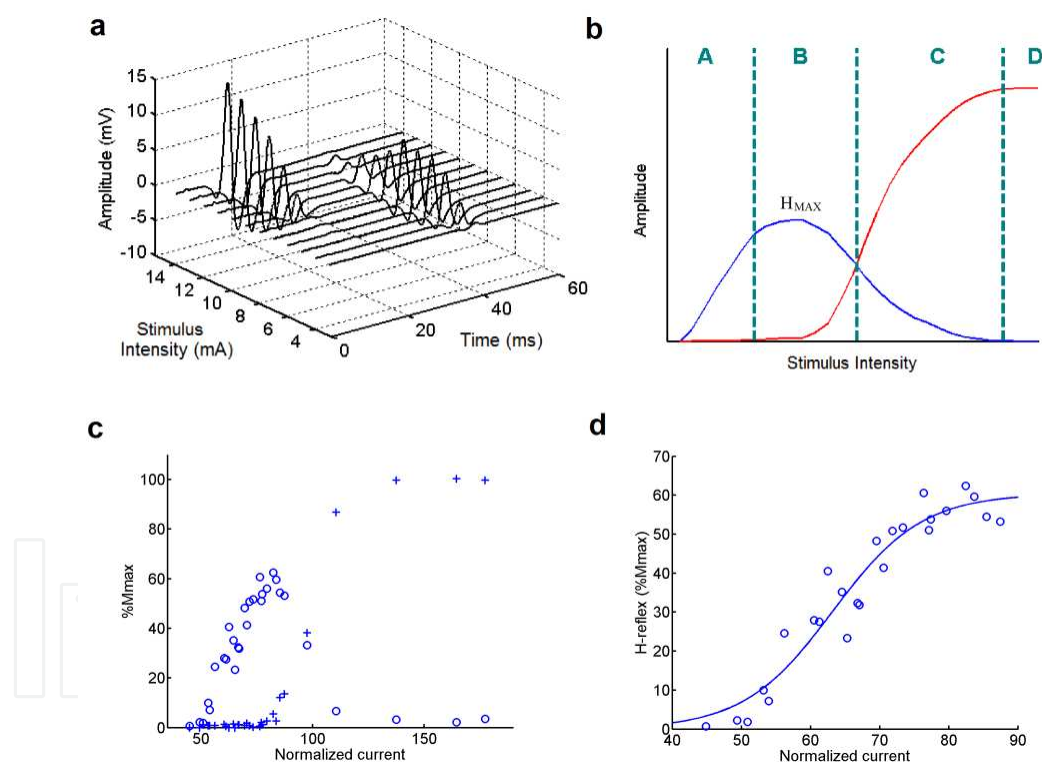 a
15
10
5
0
-5
-10
Amplitude (mV)
14
12
10
8
6
4
Stimulus
Intensity (mA)
0
20
40
60
Time (ms)
b
A B C D
HMAX
Amplitude
Stimulus Intensity
c
100
80
60
40
20
0
%Mmax
50 100 150
Normalized current
d
70
60
50
40
30
20
10
0
H-reflex (%Mmax)
40 50 60 70 80 90
Normalized current